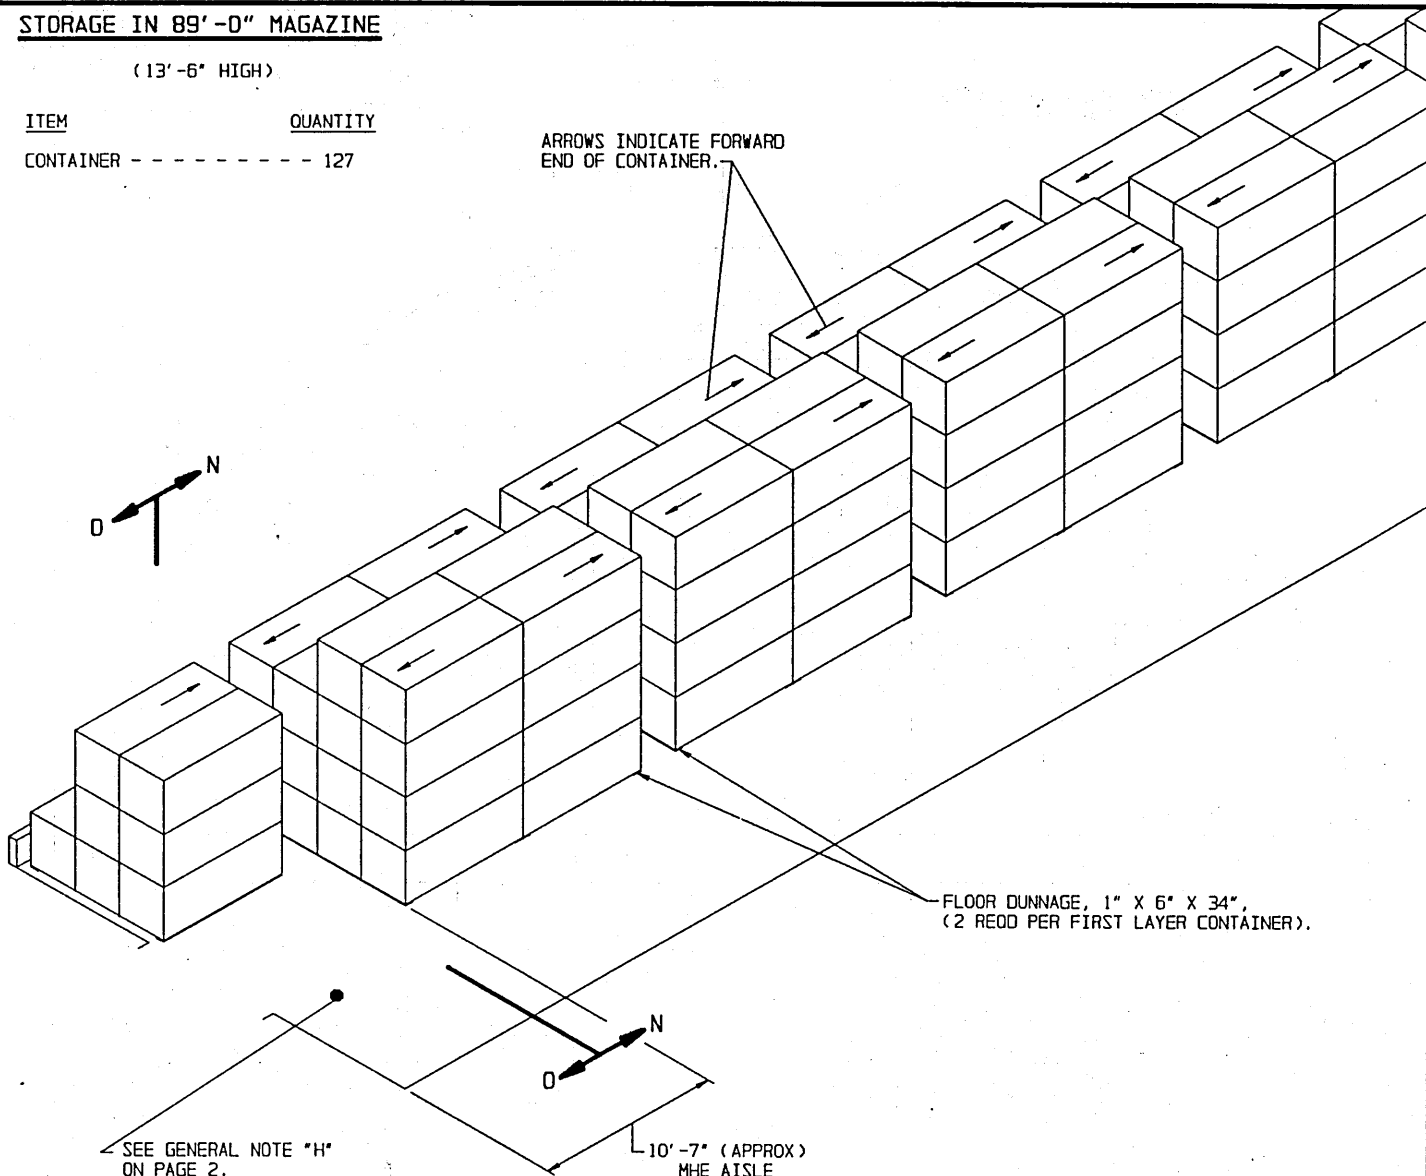 STORAGE IN 89'-0" MAGAZINE
(13'-6" HIGH)
ITEM QUANTITY
CONTAINER - - - - - - - - - - 127
ARROWS INDICATE FORWARD
END OF CONTAINER.
N
O
FLOOR DUNNAGE, 1" X 6" X 34",
(2 REQD PER FIRST LAYER CONTAINER).
N
O
SEE GENERAL NOTE "H"
ON PAGE 2.
10'-7" (APPROX)
MHE AISLE